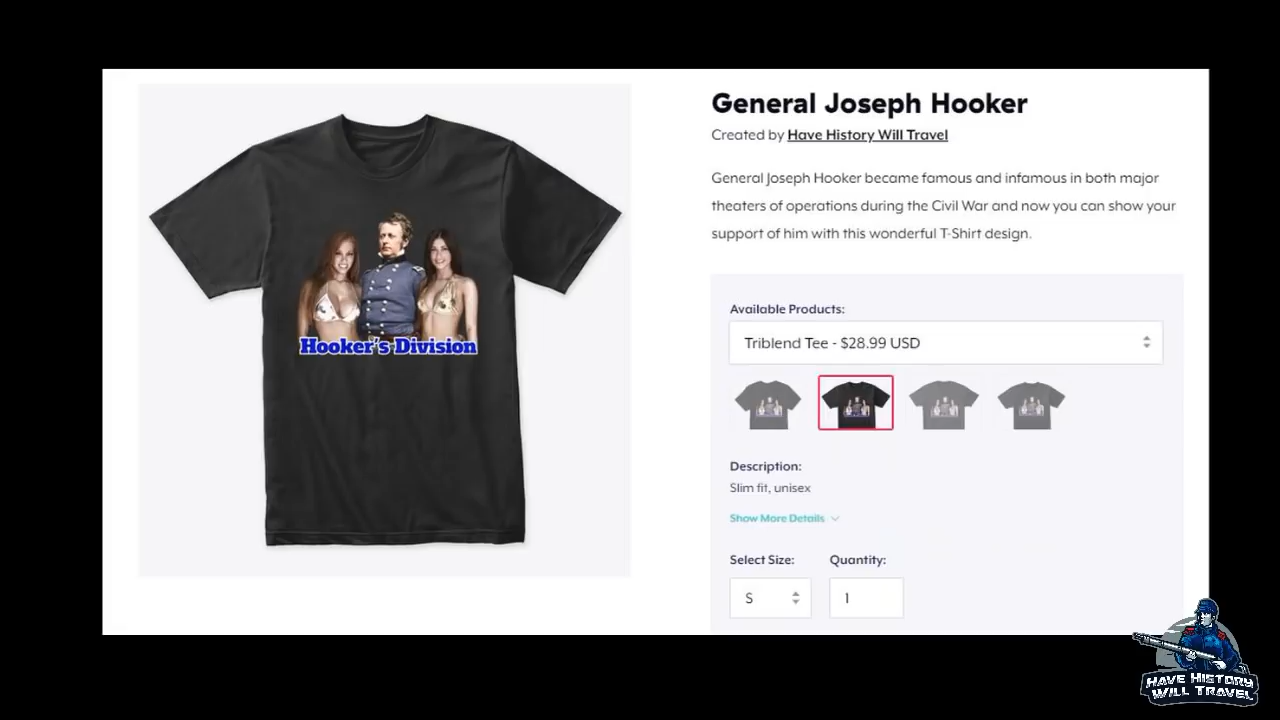 General Joseph Hooker
Created by Have History Will Travel
General Joseph Hooker became famous and infamous in both major
theaters of operations during the Civil War and now you can show your
support of him with this wonderful T-Shirt design.
Hooker's Division
Available Products:
Triblend Tee - $28.99 USD
Description:
Slim fit, unisex
Show More Details
Select Size:
Quantity:
S
1
HAVE HISTORY
WILL TRAVEL